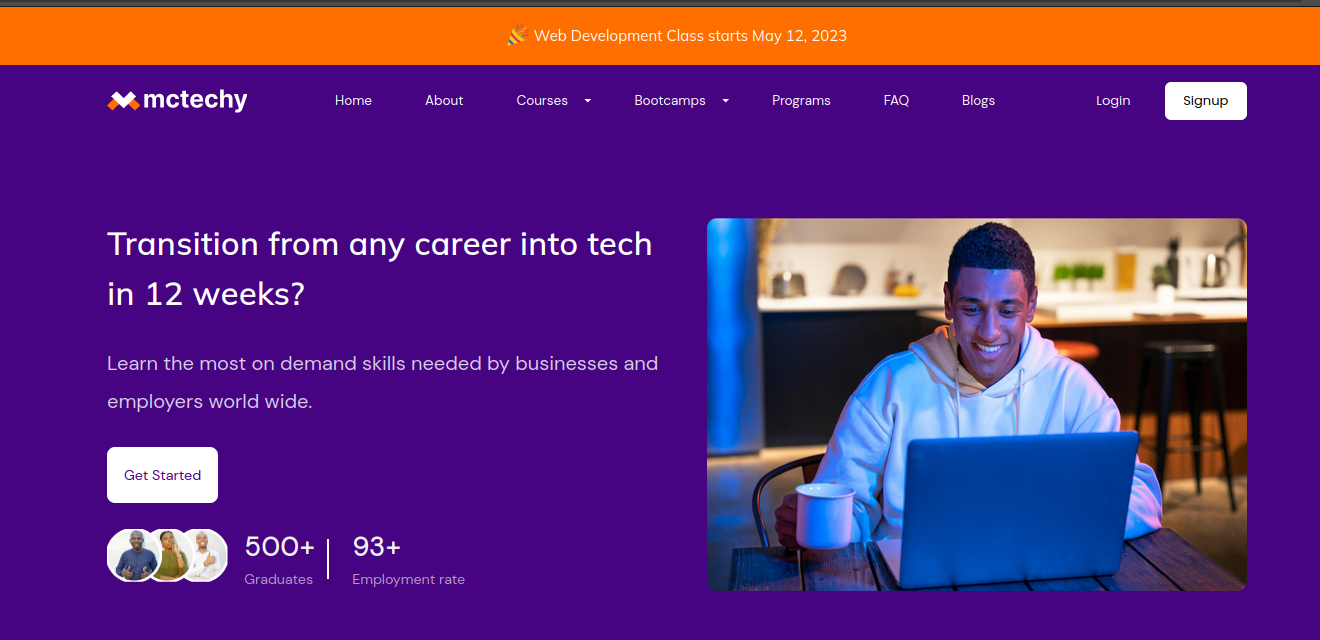 🎉 Web Development Class starts May 12, 2023
mctechy
Home
About
Courses
Bootcamps
Programs
FAQ
Blogs
Login
Signup
Transition from any career into tech
in 12 weeks?
Learn the most on demand skills needed by businesses and
employers world wide.
Get Started
500+
Graduates
93+
Employment rate